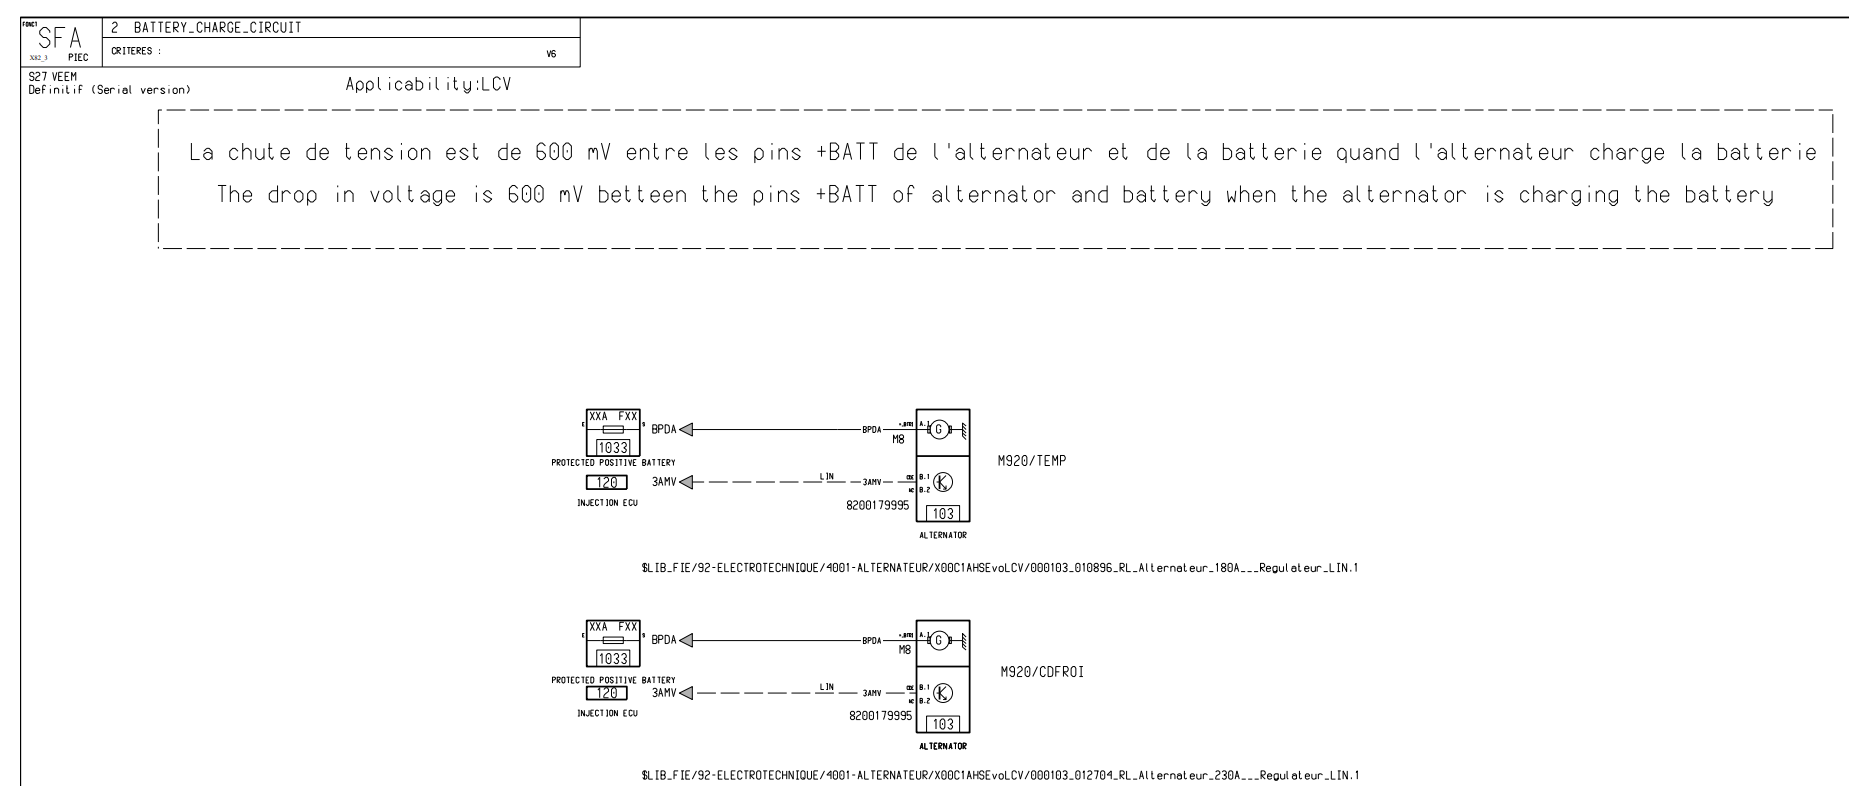 FONCT
SFA
X82_3 PIEC
2 BATTERY_CHARGE_CIRCUIT
CRITERES : V6
S27 VEEM
Definitif (Serial version)
Applicability:LCV
La chute de tension est de 600 mV entre les pins +BATT de l'alternateur et de la batterie quand l'alternateur charge la batterie
The drop in voltage is 600 mV betteen the pins +BATT of alternator and battery when the alternator is charging the battery
XXA FXX
E S BPDA BPDA A.1 G
M8
1033
PROTECTED POSITIVE BATTERY
M920/TEMP
120 3AMV LIN 3AMV B.1
NC B.2
INJECTION ECU
8200179995
103
ALTERNATOR
$LIB_FIE/92-ELECTROTECHNIQUE/4001-ALTERNATEUR/X00C1AHSEvoLCV/000103_010896_RL_Alternateur_180A___Regulateur_LIN.1
XXA FXX
E S BPDA BPDA A.1 G
M8
1033
PROTECTED POSITIVE BATTERY
M920/CDFROI
120 3AMV LIN 3AMV B.1
NC B.2
INJECTION ECU
8200179995
103
ALTERNATOR
$LIB_FIE/92-ELECTROTECHNIQUE/4001-ALTERNATEUR/X00C1AHSEvoLCV/000103_012704_RL_Alternateur_230A___Regulateur_LIN.1